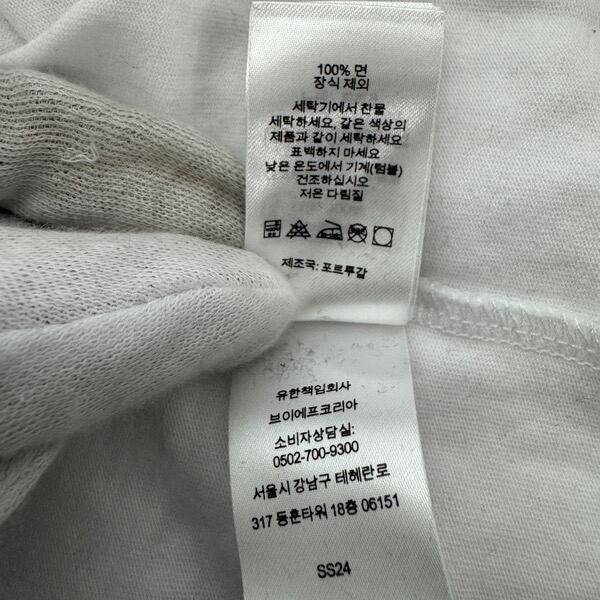 100% 면
장식 제외
세탁기에서 찬물
세탁하세요, 같은 색상의
제품과 같이 세탁하세요
표백하지 마세요
낮은 온도에서 기계(텀블)
건조하십시오
저온 다림질
제조국: 포르투갈
유한책임회사
브이에프코리아
소비자상담실:
0502-700-9300
서울시 강남구 테헤란로
317 동훈타워 18층 06151
SS24